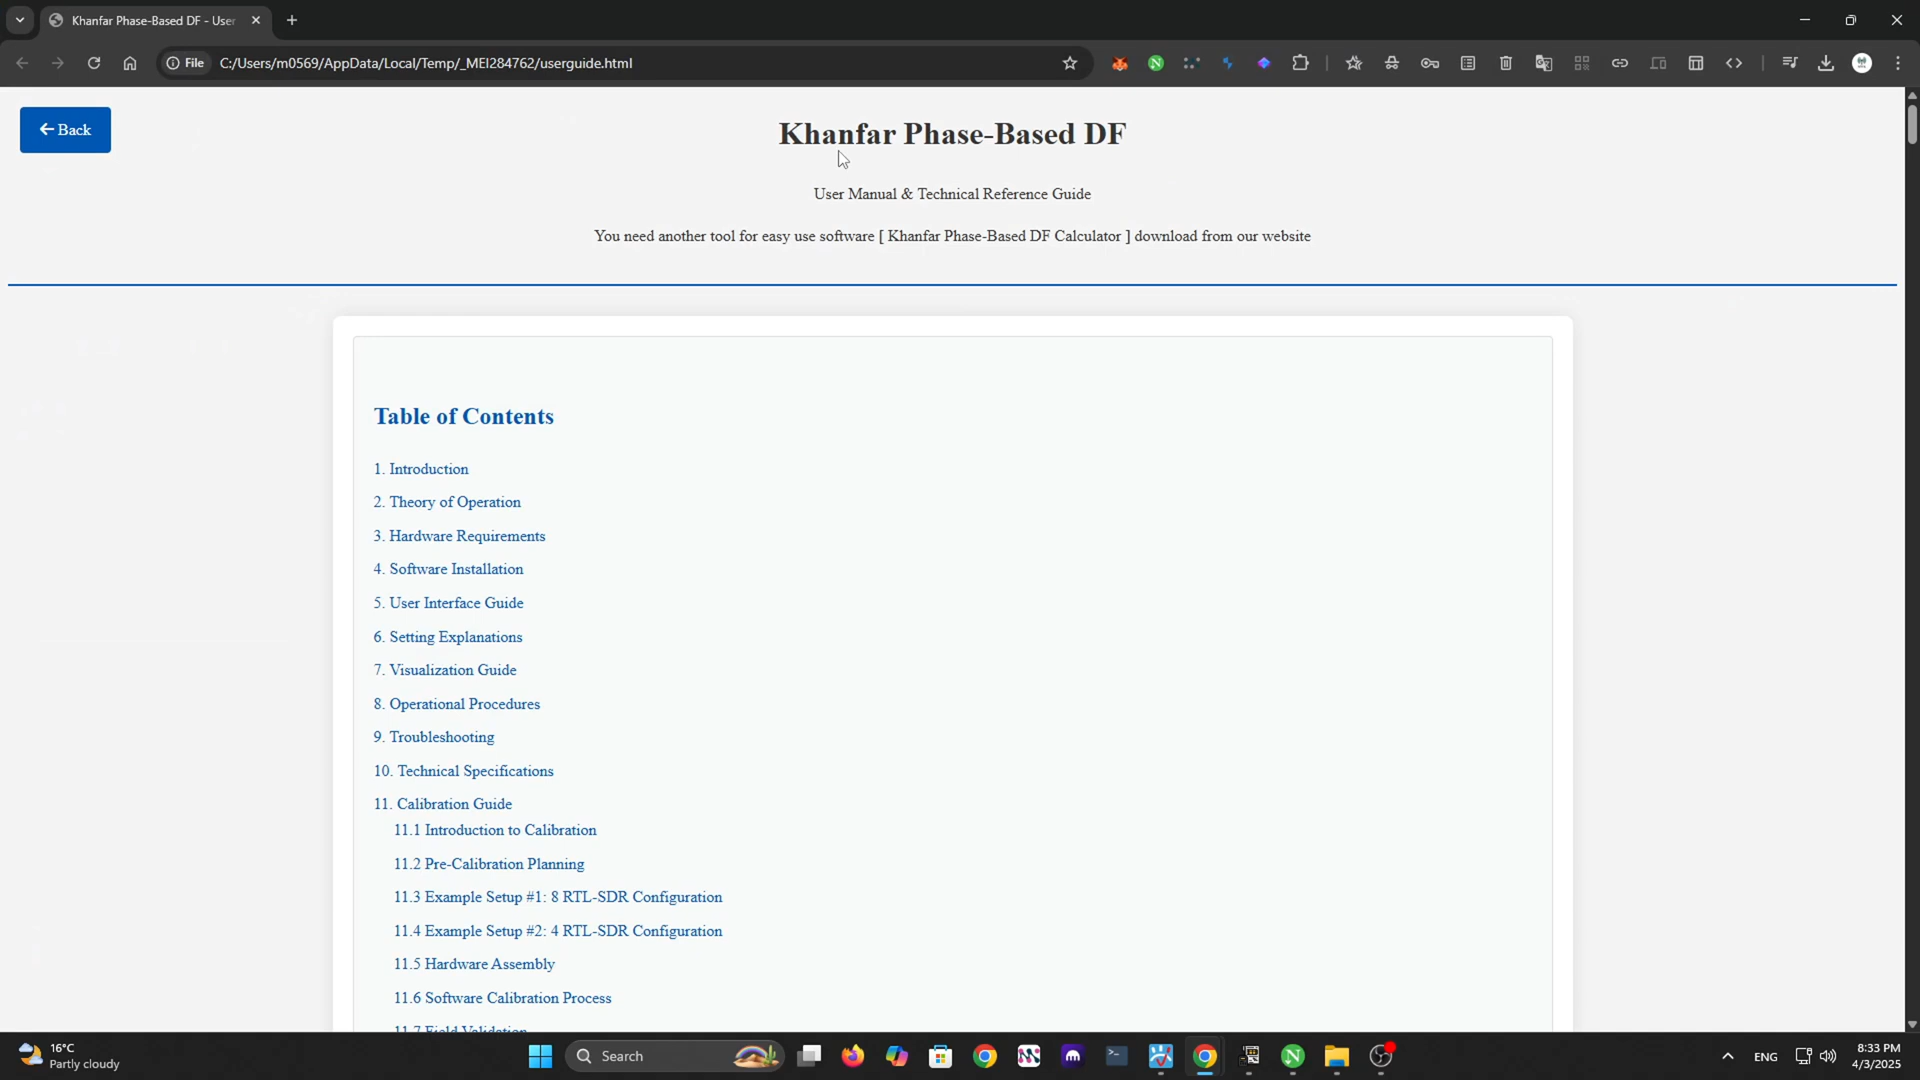 Khanfar Phase-Based DF - User
File
C:/Users/m0569/AppData/Local/Temp/_MEI284762/userguide.html
Back
Khanfar Phase-Based DF
User Manual & Technical Reference Guide
You need another tool for easy use software [ Khanfar Phase-Based DF Calculator ] download from our website
Table of Contents
1. Introduction
2. Theory of Operation
3. Hardware Requirements
4. Software Installation
5. User Interface Guide
6. Setting Explanations
7. Visualization Guide
8. Operational Procedures
9. Troubleshooting
10. Technical Specifications
11. Calibration Guide
11.1 Introduction to Calibration
11.2 Pre-Calibration Planning
11.3 Example Setup #1: 8 RTL-SDR Configuration
11.4 Example Setup #2: 4 RTL-SDR Configuration
11.5 Hardware Assembly
11.6 Software Calibration Process
11.7 Field Validation
16°C
Partly cloudy
Search
ENG
8:33 PM
4/3/2025